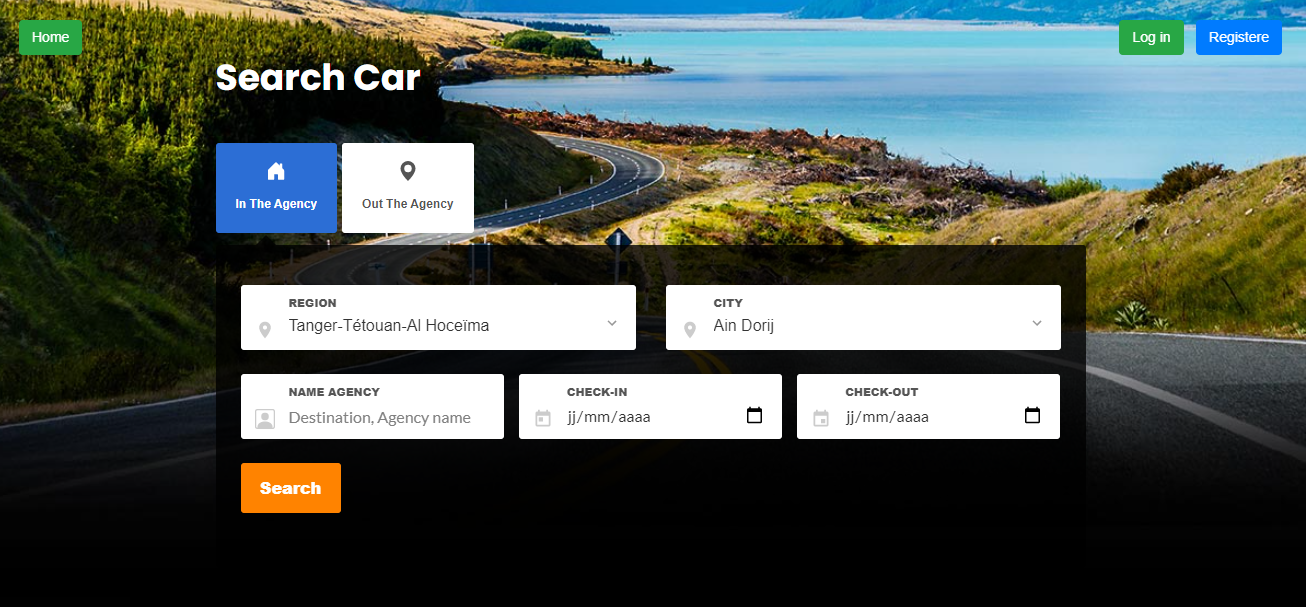 Home
Log in
Registere
Search Car
In The Agency
Out The Agency
REGION
Tanger-Tétouan-Al Hoceïma
CITY
Ain Dorij
NAME AGENCY
Destination, Agency name
CHECK-IN
jj/mm/aaaa
CHECK-OUT
jj/mm/aaaa
Search